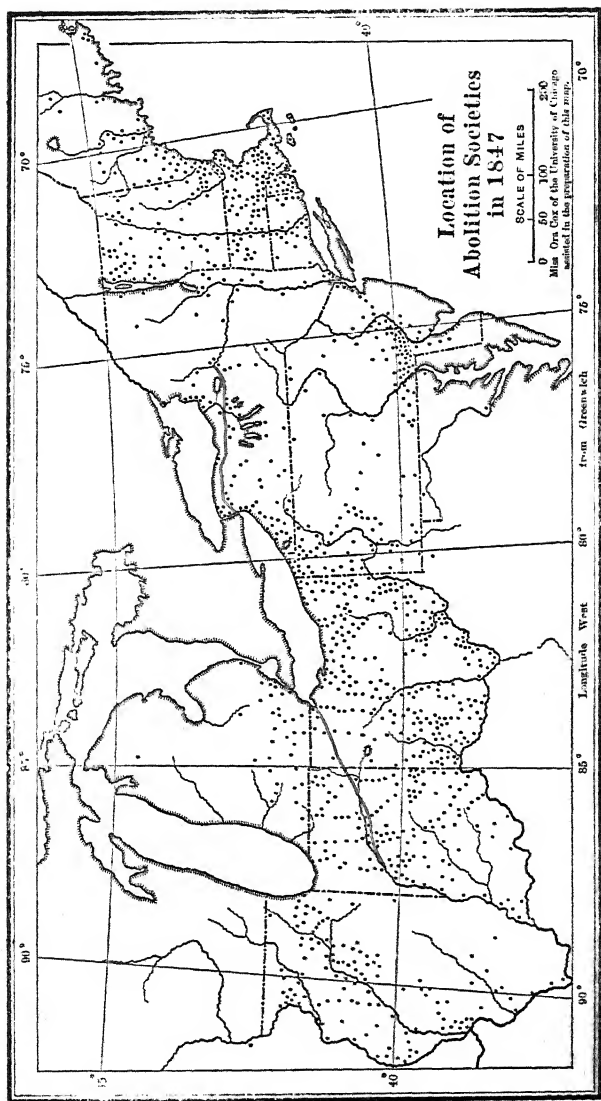 Location of
Abolition Societies
in 1847
SCALE OF MILES
0 50 100 200
Miss Ora Cox of the University of Chicago
assisted in the preparation of this map.
70°
75°
80°
85°
90°
45°
40°
70°
75°
80°
85°
90°
45°
40°
Longitude West
from Greenwich